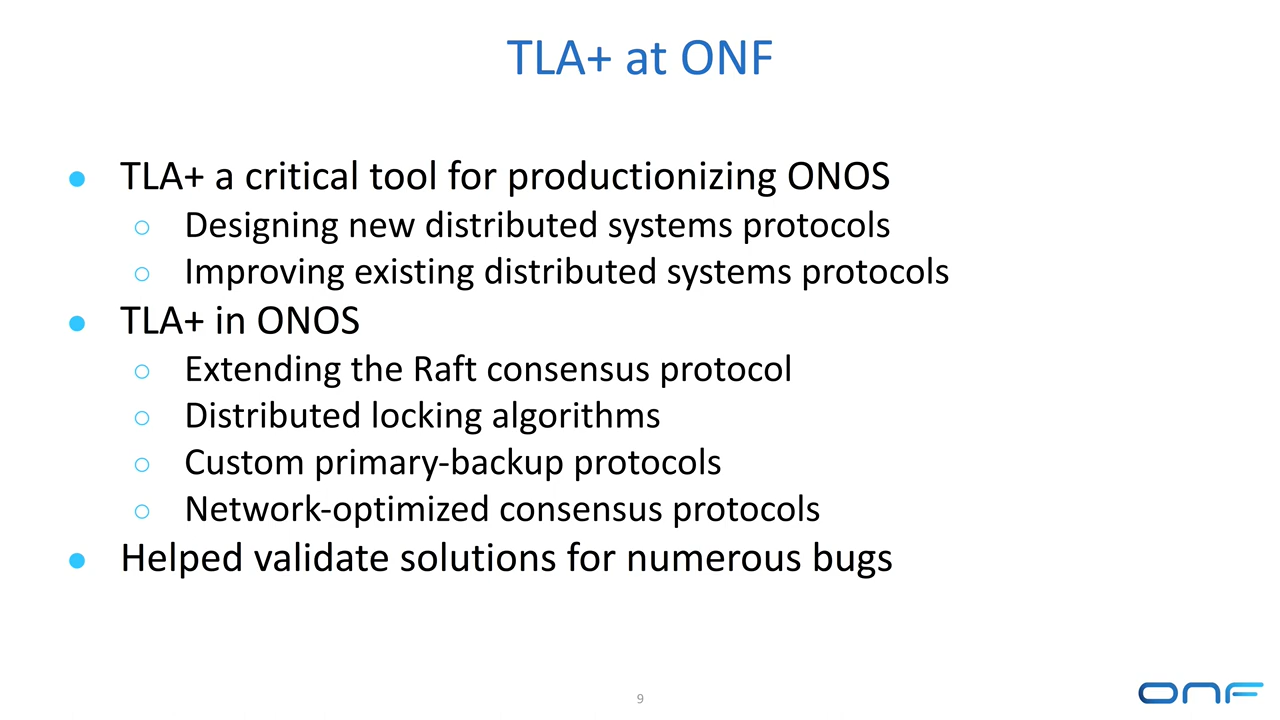 TLA+ at ONF
● TLA+ a critical tool for productionizing ONOS
○ Designing new distributed systems protocols
○ Improving existing distributed systems protocols
● TLA+ in ONOS
○ Extending the Raft consensus protocol
○ Distributed locking algorithms
○ Custom primary-backup protocols
○ Network-optimized consensus protocols
● Helped validate solutions for numerous bugs
9
ONF